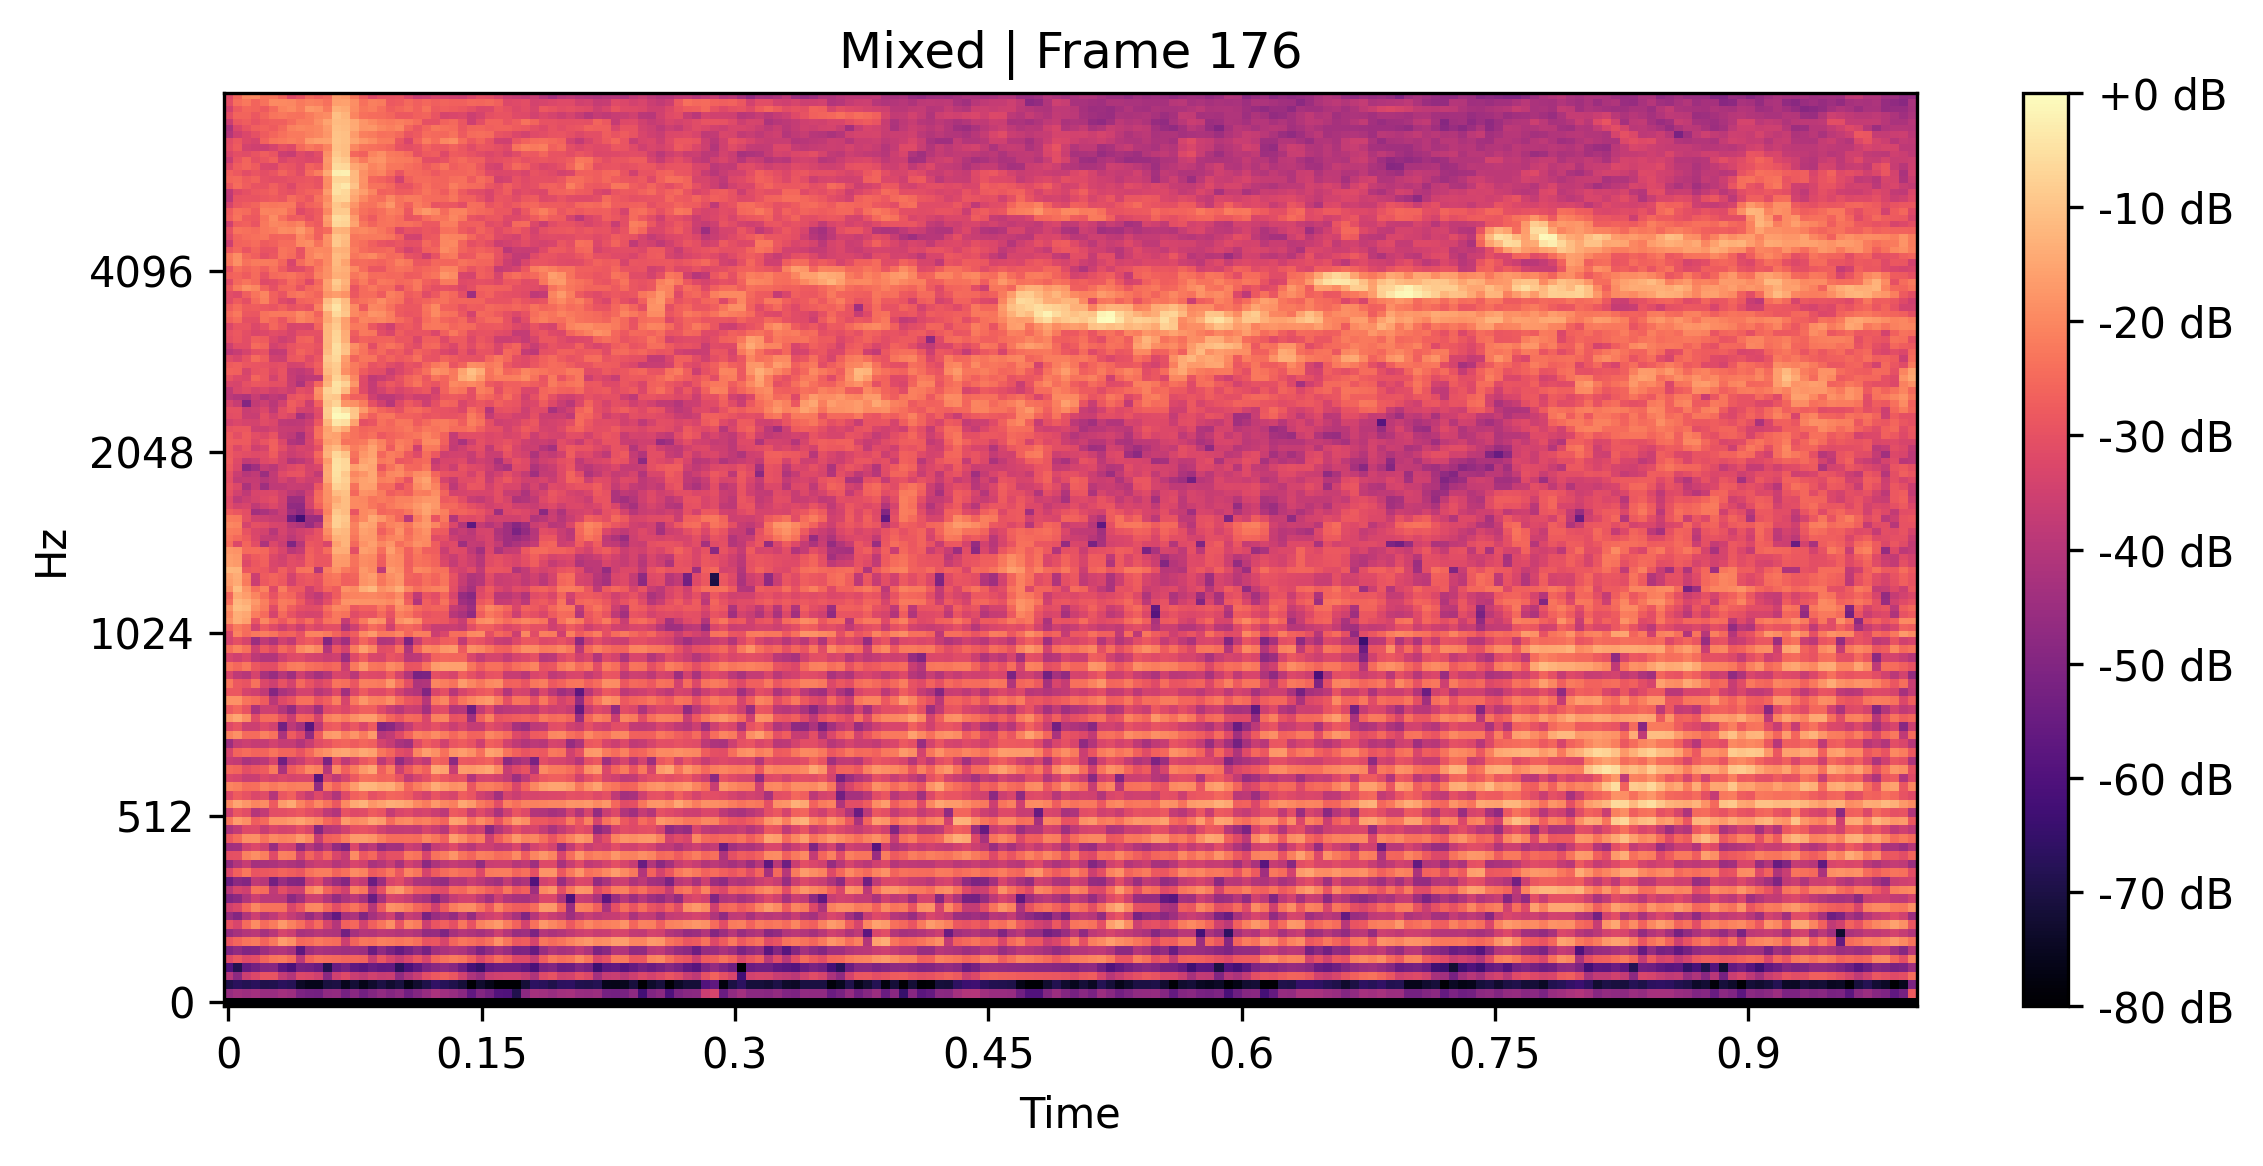 Mixed | Frame 176
+0 dB
-10 dB
-20 dB
-30 dB
-40 dB
-50 dB
-60 dB
-70 dB
-80 dB
4096
2048
1024
512
0
Hz
0 0.15 0.3 0.45 0.6 0.75 0.9
Time